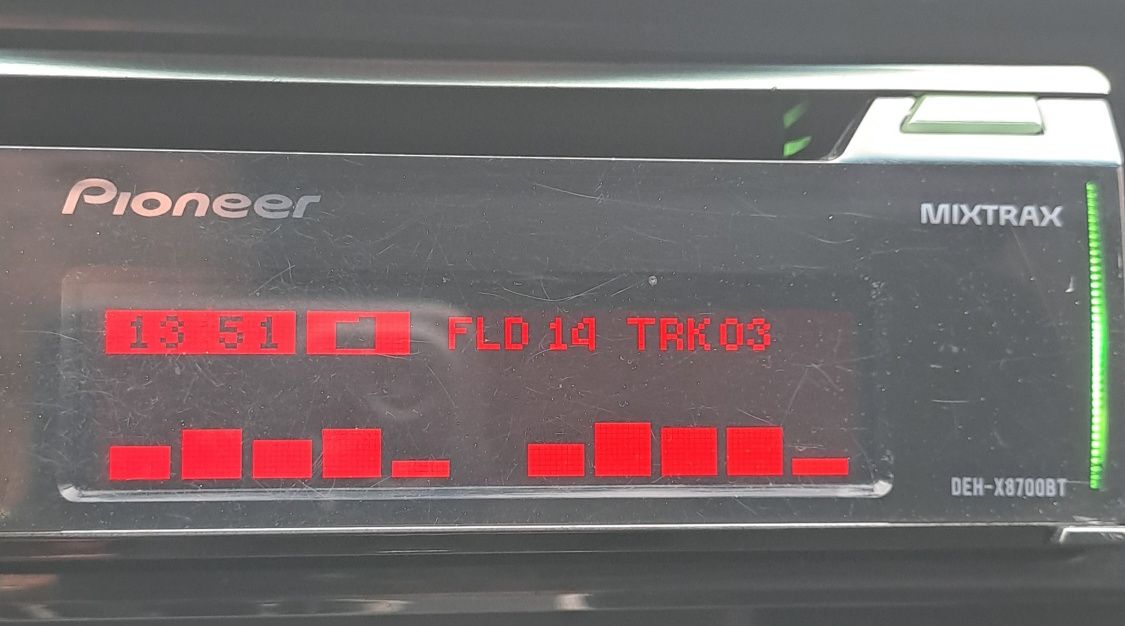 Pioneer
MIXTRAX
13 51 FLD 14 TRK 03
DEH-X8700BT